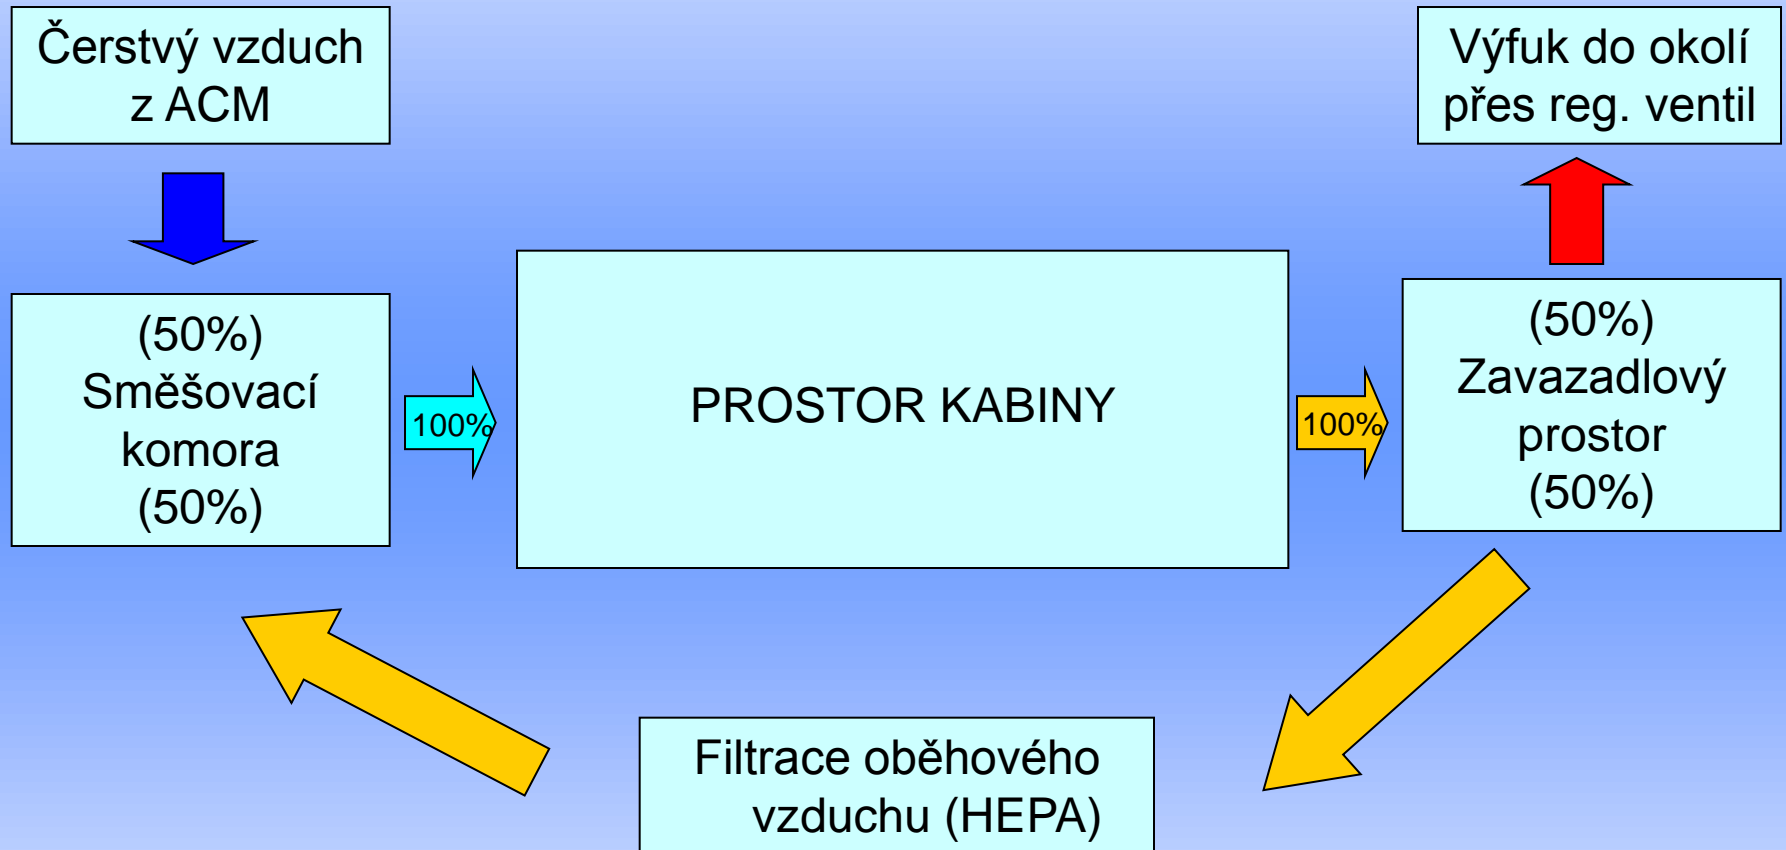 Čerstvý vzduch
z ACM
Výfuk do okolí
přes reg. ventil
(50%)
Směšovací
komora
(50%)
100%
PROSTOR KABINY
100%
(50%)
Zavazadlový
prostor
(50%)
Filtrace oběhového
vzduchu (HEPA)